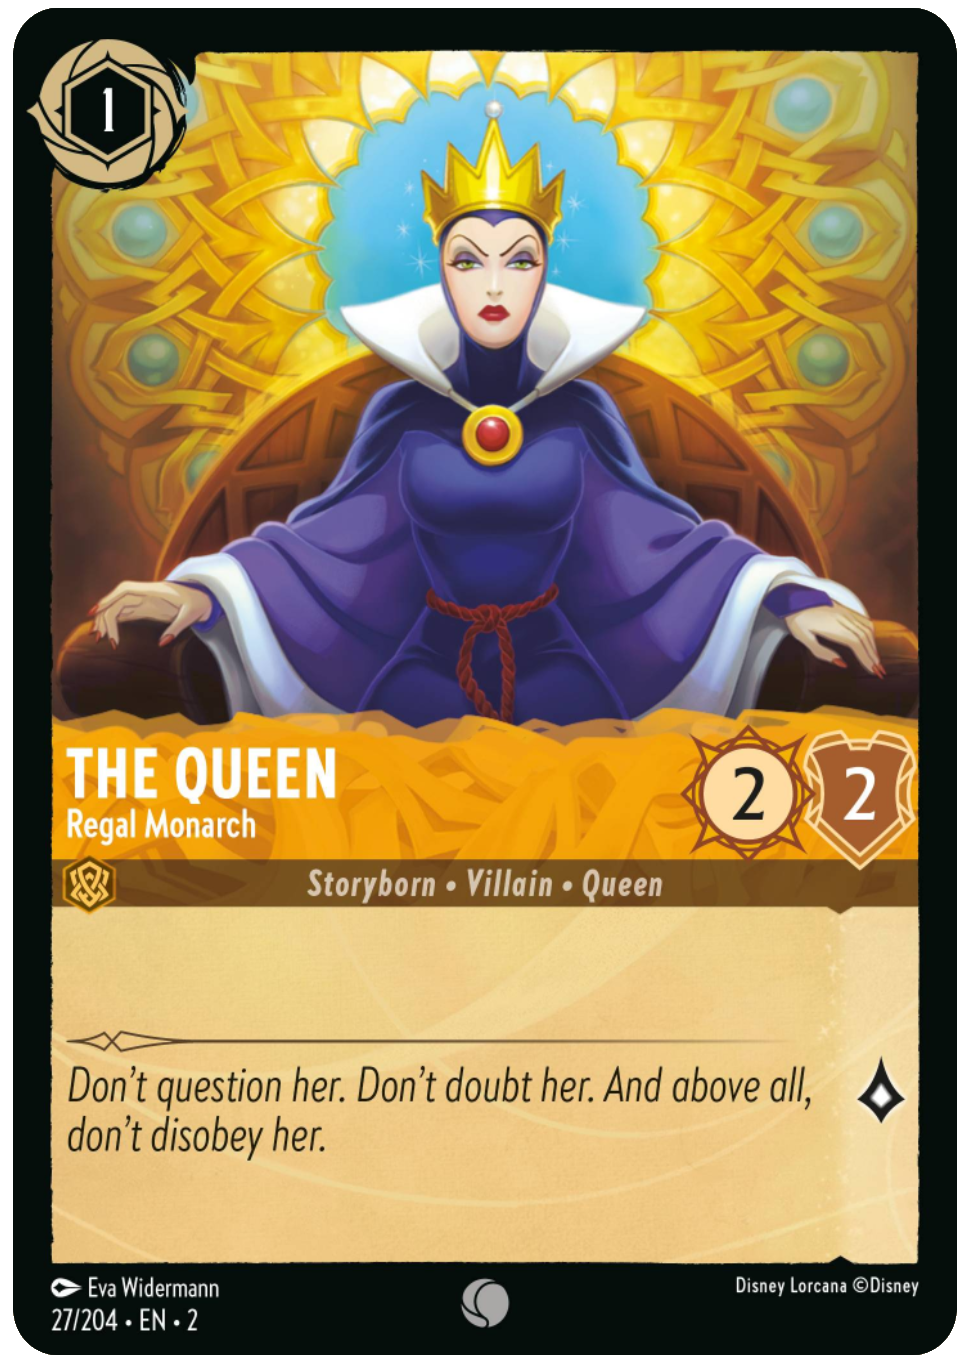 1
THE QUEEN
Regal Monarch
2 2
Storyborn • Villain • Queen
Don't question her. Don't doubt her. And above all,
don't disobey her.
Eva Widermann
Disney Lorcana ©Disney
27/204 • EN • 2